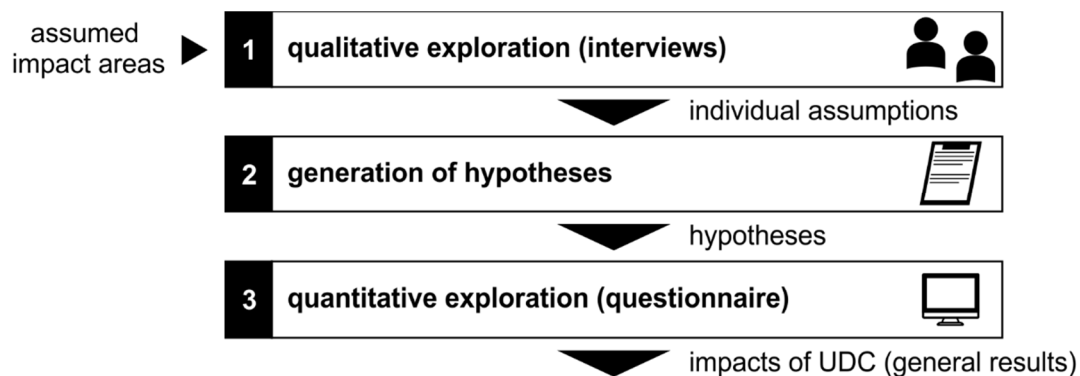 assumed
impact areas
1 qualitative exploration (interviews)
individual assumptions
2 generation of hypotheses
hypotheses
3 quantitative exploration (questionnaire)
impacts of UDC (general results)